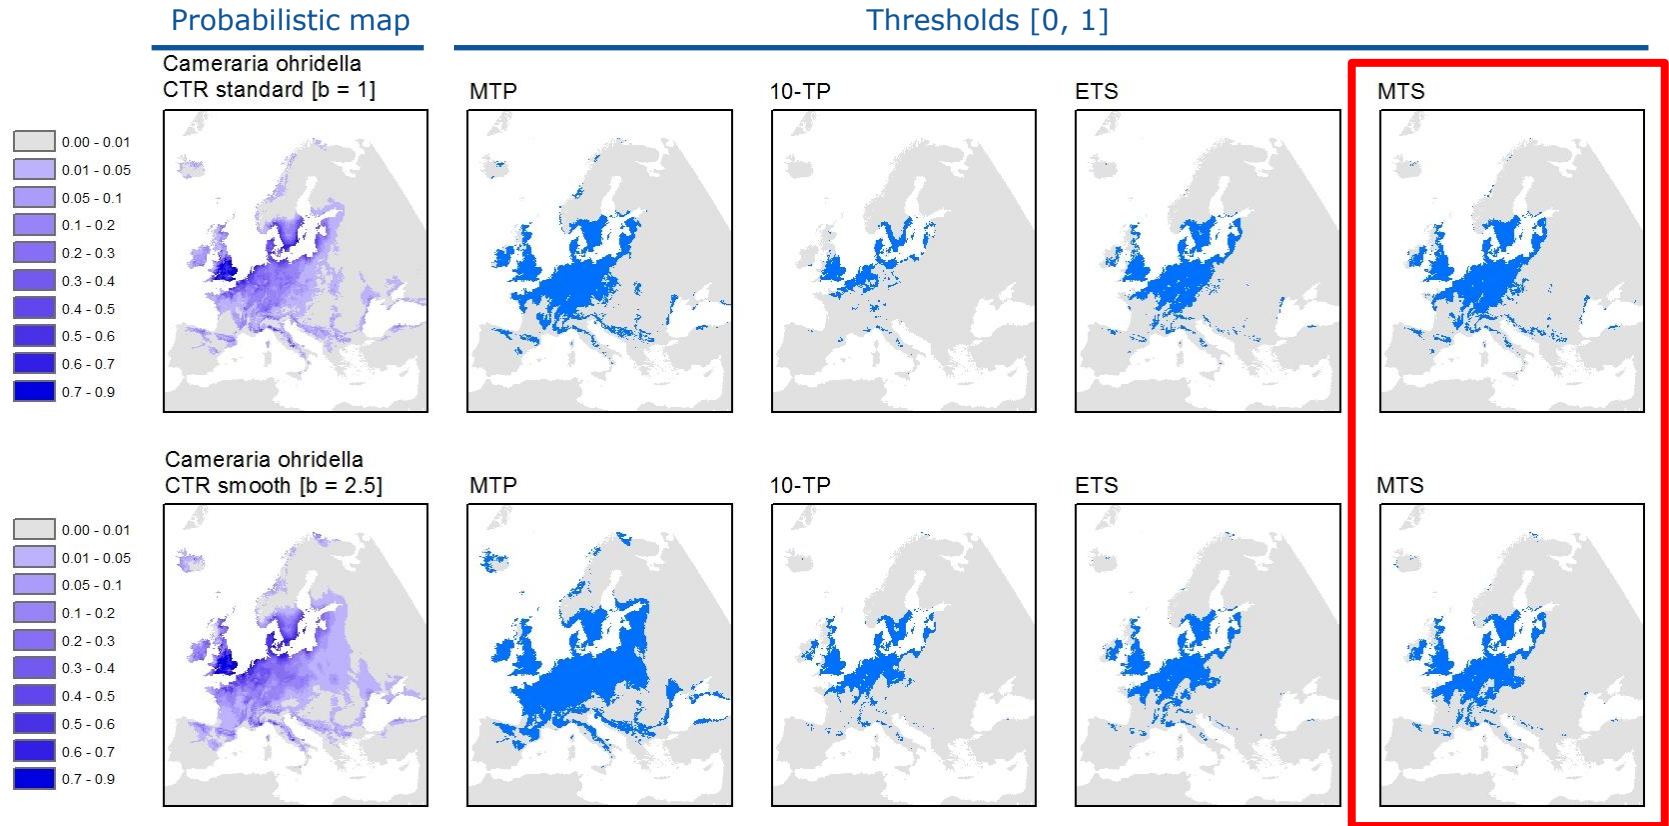 Probabilistic map
Thresholds [0, 1]
Cameraria ohridella
CTR standard [b = 1]
MTP
10-TP
ETS
MTS
0.00 - 0.01
0.01 - 0.05
0.05 - 0.1
0.1 - 0.2
0.2 - 0.3
0.3 - 0.4
0.4 - 0.5
0.5 - 0.6
0.6 - 0.7
0.7 - 0.9
Cameraria ohridella
CTR smooth [b = 2.5]
MTP
10-TP
ETS
MTS
0.00 - 0.01
0.01 - 0.05
0.05 - 0.1
0.1 - 0.2
0.2 - 0.3
0.3 - 0.4
0.4 - 0.5
0.5 - 0.6
0.6 - 0.7
0.7 - 0.9